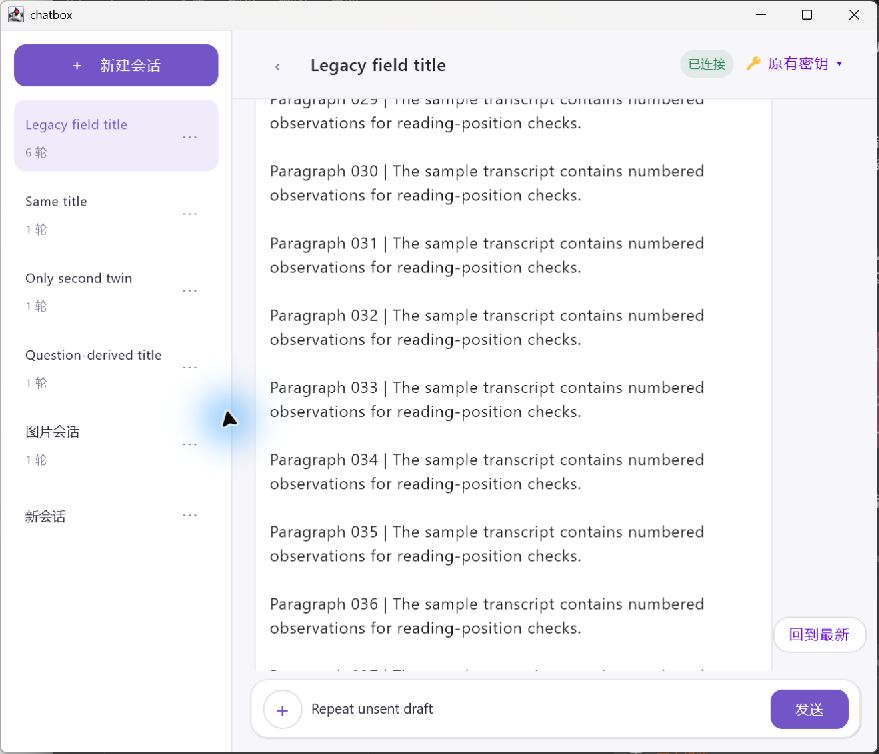 chatbox
+ 新建会话
Legacy field title
6 轮
...
Same title
1 轮
...
Only second twin
1 轮
...
Question-derived title
1 轮
...
图片会话
1 轮
...
新会话
...
‹ Legacy field title
已连接
原有密钥
Paragraph 029 | The sample transcript contains numbered
observations for reading-position checks.
Paragraph 030 | The sample transcript contains numbered
observations for reading-position checks.
Paragraph 031 | The sample transcript contains numbered
observations for reading-position checks.
Paragraph 032 | The sample transcript contains numbered
observations for reading-position checks.
Paragraph 033 | The sample transcript contains numbered
observations for reading-position checks.
Paragraph 034 | The sample transcript contains numbered
observations for reading-position checks.
Paragraph 035 | The sample transcript contains numbered
observations for reading-position checks.
Paragraph 036 | The sample transcript contains numbered
observations for reading-position checks.
回到最新
+ Repeat unsent draft
发送